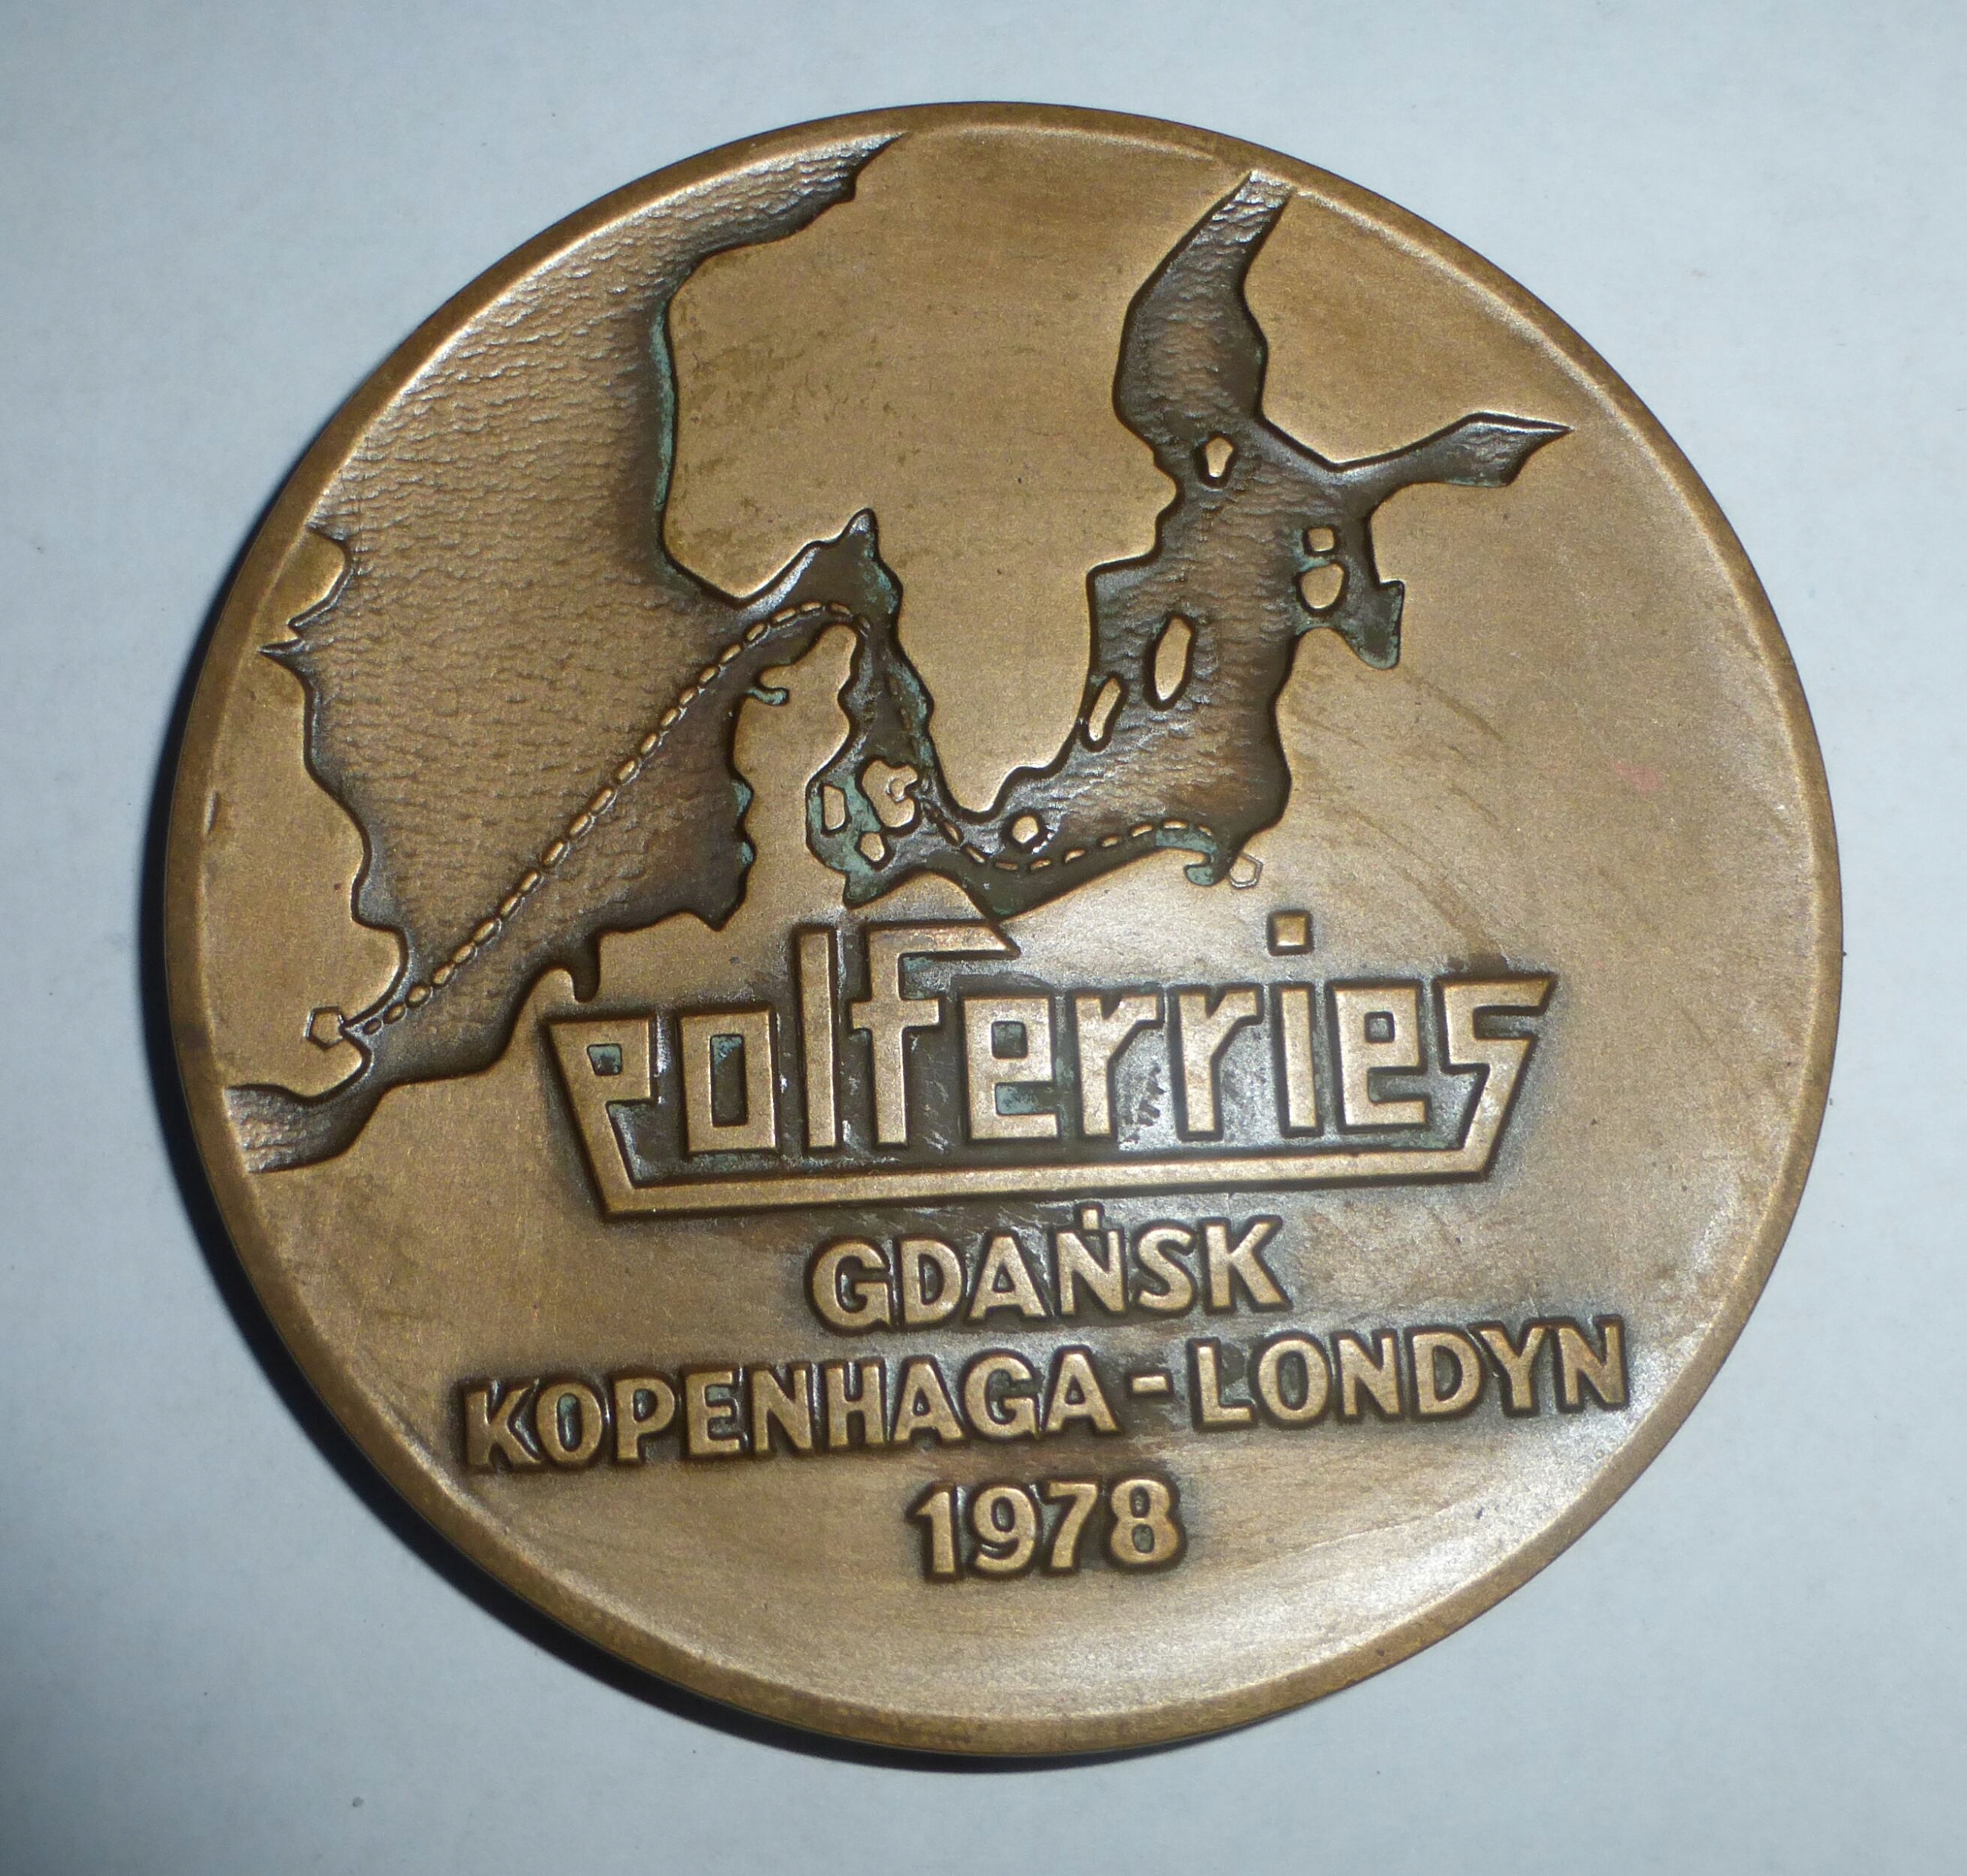 polferries
GDAŃSK
KOPENHAGA-LONDYN
1978